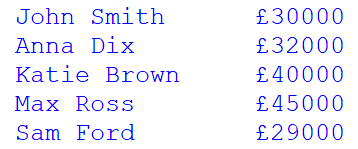 John Smith £30000
Anna Dix £32000
Katie Brown £40000
Max Ross £45000
Sam Ford £29000